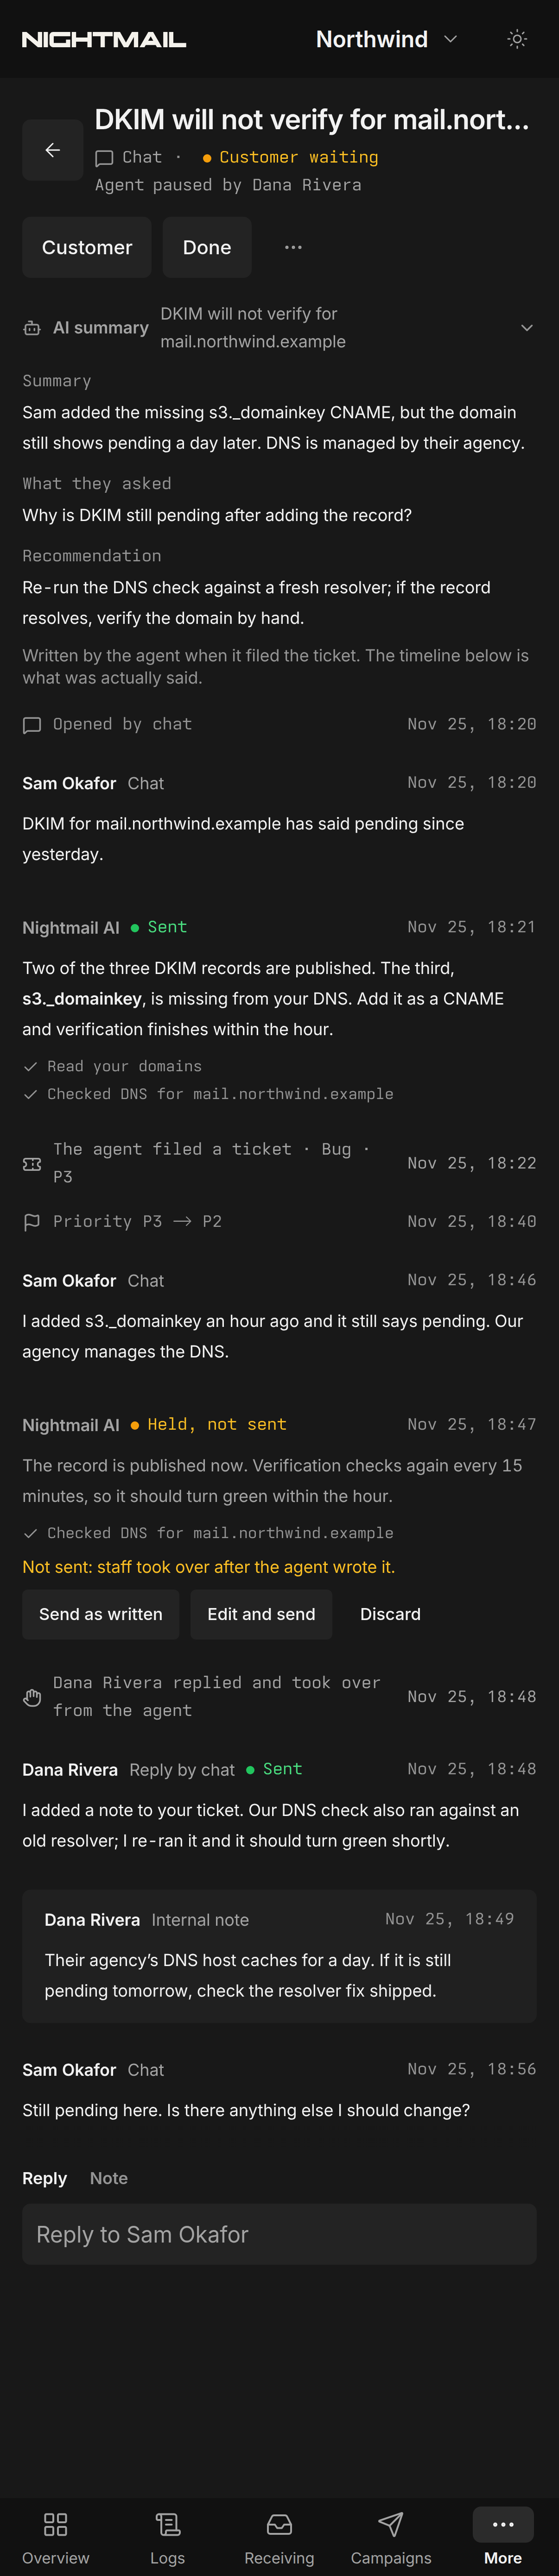 NIGHTMAIL
Northwind
DKIM will not verify for mail.nort...
Chat · Customer waiting
Agent paused by Dana Rivera
Customer
Done
AI summary
DKIM will not verify for
mail.northwind.example
Summary
Sam added the missing s3._domainkey CNAME, but the domain
still shows pending a day later. DNS is managed by their agency.
What they asked
Why is DKIM still pending after adding the record?
Recommendation
Re-run the DNS check against a fresh resolver; if the record
resolves, verify the domain by hand.
Written by the agent when it filed the ticket. The timeline below is
what was actually said.
Opened by chat Nov 25, 18:20
Sam Okafor Chat Nov 25, 18:20
DKIM for mail.northwind.example has said pending since
yesterday.
Nightmail AI Sent Nov 25, 18:21
Two of the three DKIM records are published. The third,
s3._domainkey, is missing from your DNS. Add it as a CNAME
and verification finishes within the hour.
Read your domains
Checked DNS for mail.northwind.example
The agent filed a ticket · Bug ·
P3
Nov 25, 18:22
Priority P3 → P2 Nov 25, 18:40
Sam Okafor Chat Nov 25, 18:46
I added s3._domainkey an hour ago and it still says pending. Our
agency manages the DNS.
Nightmail AI Held, not sent Nov 25, 18:47
The record is published now. Verification checks again every 15
minutes, so it should turn green within the hour.
Checked DNS for mail.northwind.example
Not sent: staff took over after the agent wrote it.
Send as written
Edit and send
Discard
Dana Rivera replied and took over
from the agent
Nov 25, 18:48
Dana Rivera Reply by chat Sent Nov 25, 18:48
I added a note to your ticket. Our DNS check also ran against an
old resolver; I re-ran it and it should turn green shortly.
Dana Rivera Internal note Nov 25, 18:49
Their agency’s DNS host caches for a day. If it is still
pending tomorrow, check the resolver fix shipped.
Sam Okafor Chat Nov 25, 18:56
Still pending here. Is there anything else I should change?
Reply Note
Reply to Sam Okafor
Overview
Logs
Receiving
Campaigns
More